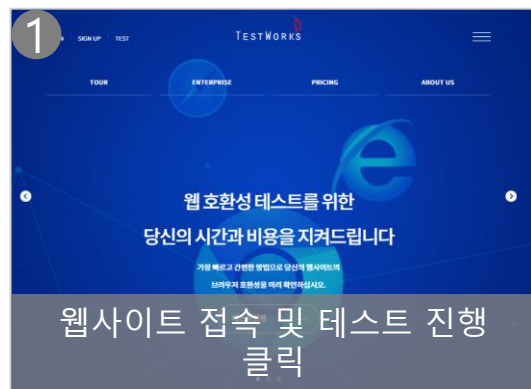 1
SIGN UP TEST
TESTWORKS
D
TOUR ENTERPRISE PRICING ABOUT US
웹 호환성 테스트를 위한
당신의 시간과 비용을 지켜드립니다
가장 빠르고 간편한 방법으로 당신의 웹사이트의
브라우저 호환성을 미리 확인하십시오.
웹사이트 접속 및 테스트 진행
클릭